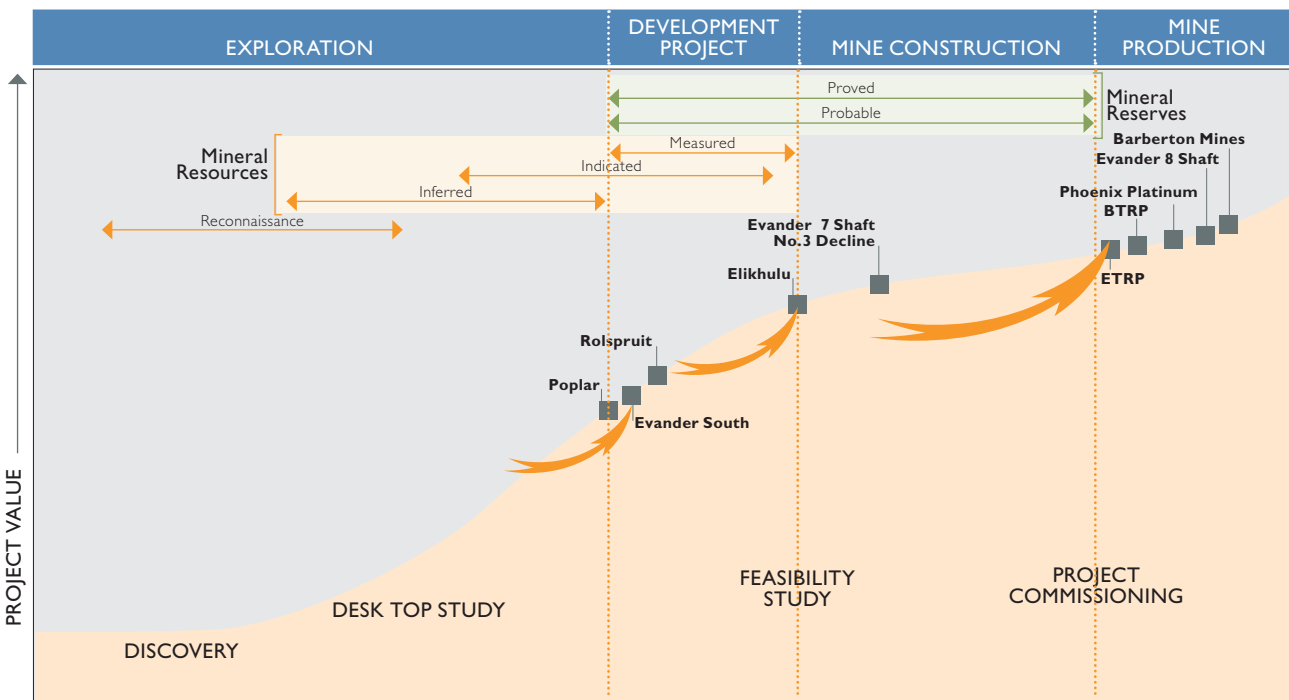 EXPLORATION
DEVELOPMENT
PROJECT
MINE CONSTRUCTION
MINE
PRODUCTION
PROJECT VALUE
Proved
Probable
Mineral
Reserves
Mineral
Resources
Measured
Indicated
Inferred
Reconnaissance
Barberton Mines
Evander 8 Shaft
Phoenix Platinum
BTRP
ETRP
Evander 7 Shaft
No.3 Decline
Elikhulu
Rolspruit
Poplar
Evander South
FEASIBILITY
STUDY
PROJECT
COMMISSIONING
DESK TOP STUDY
DISCOVERY